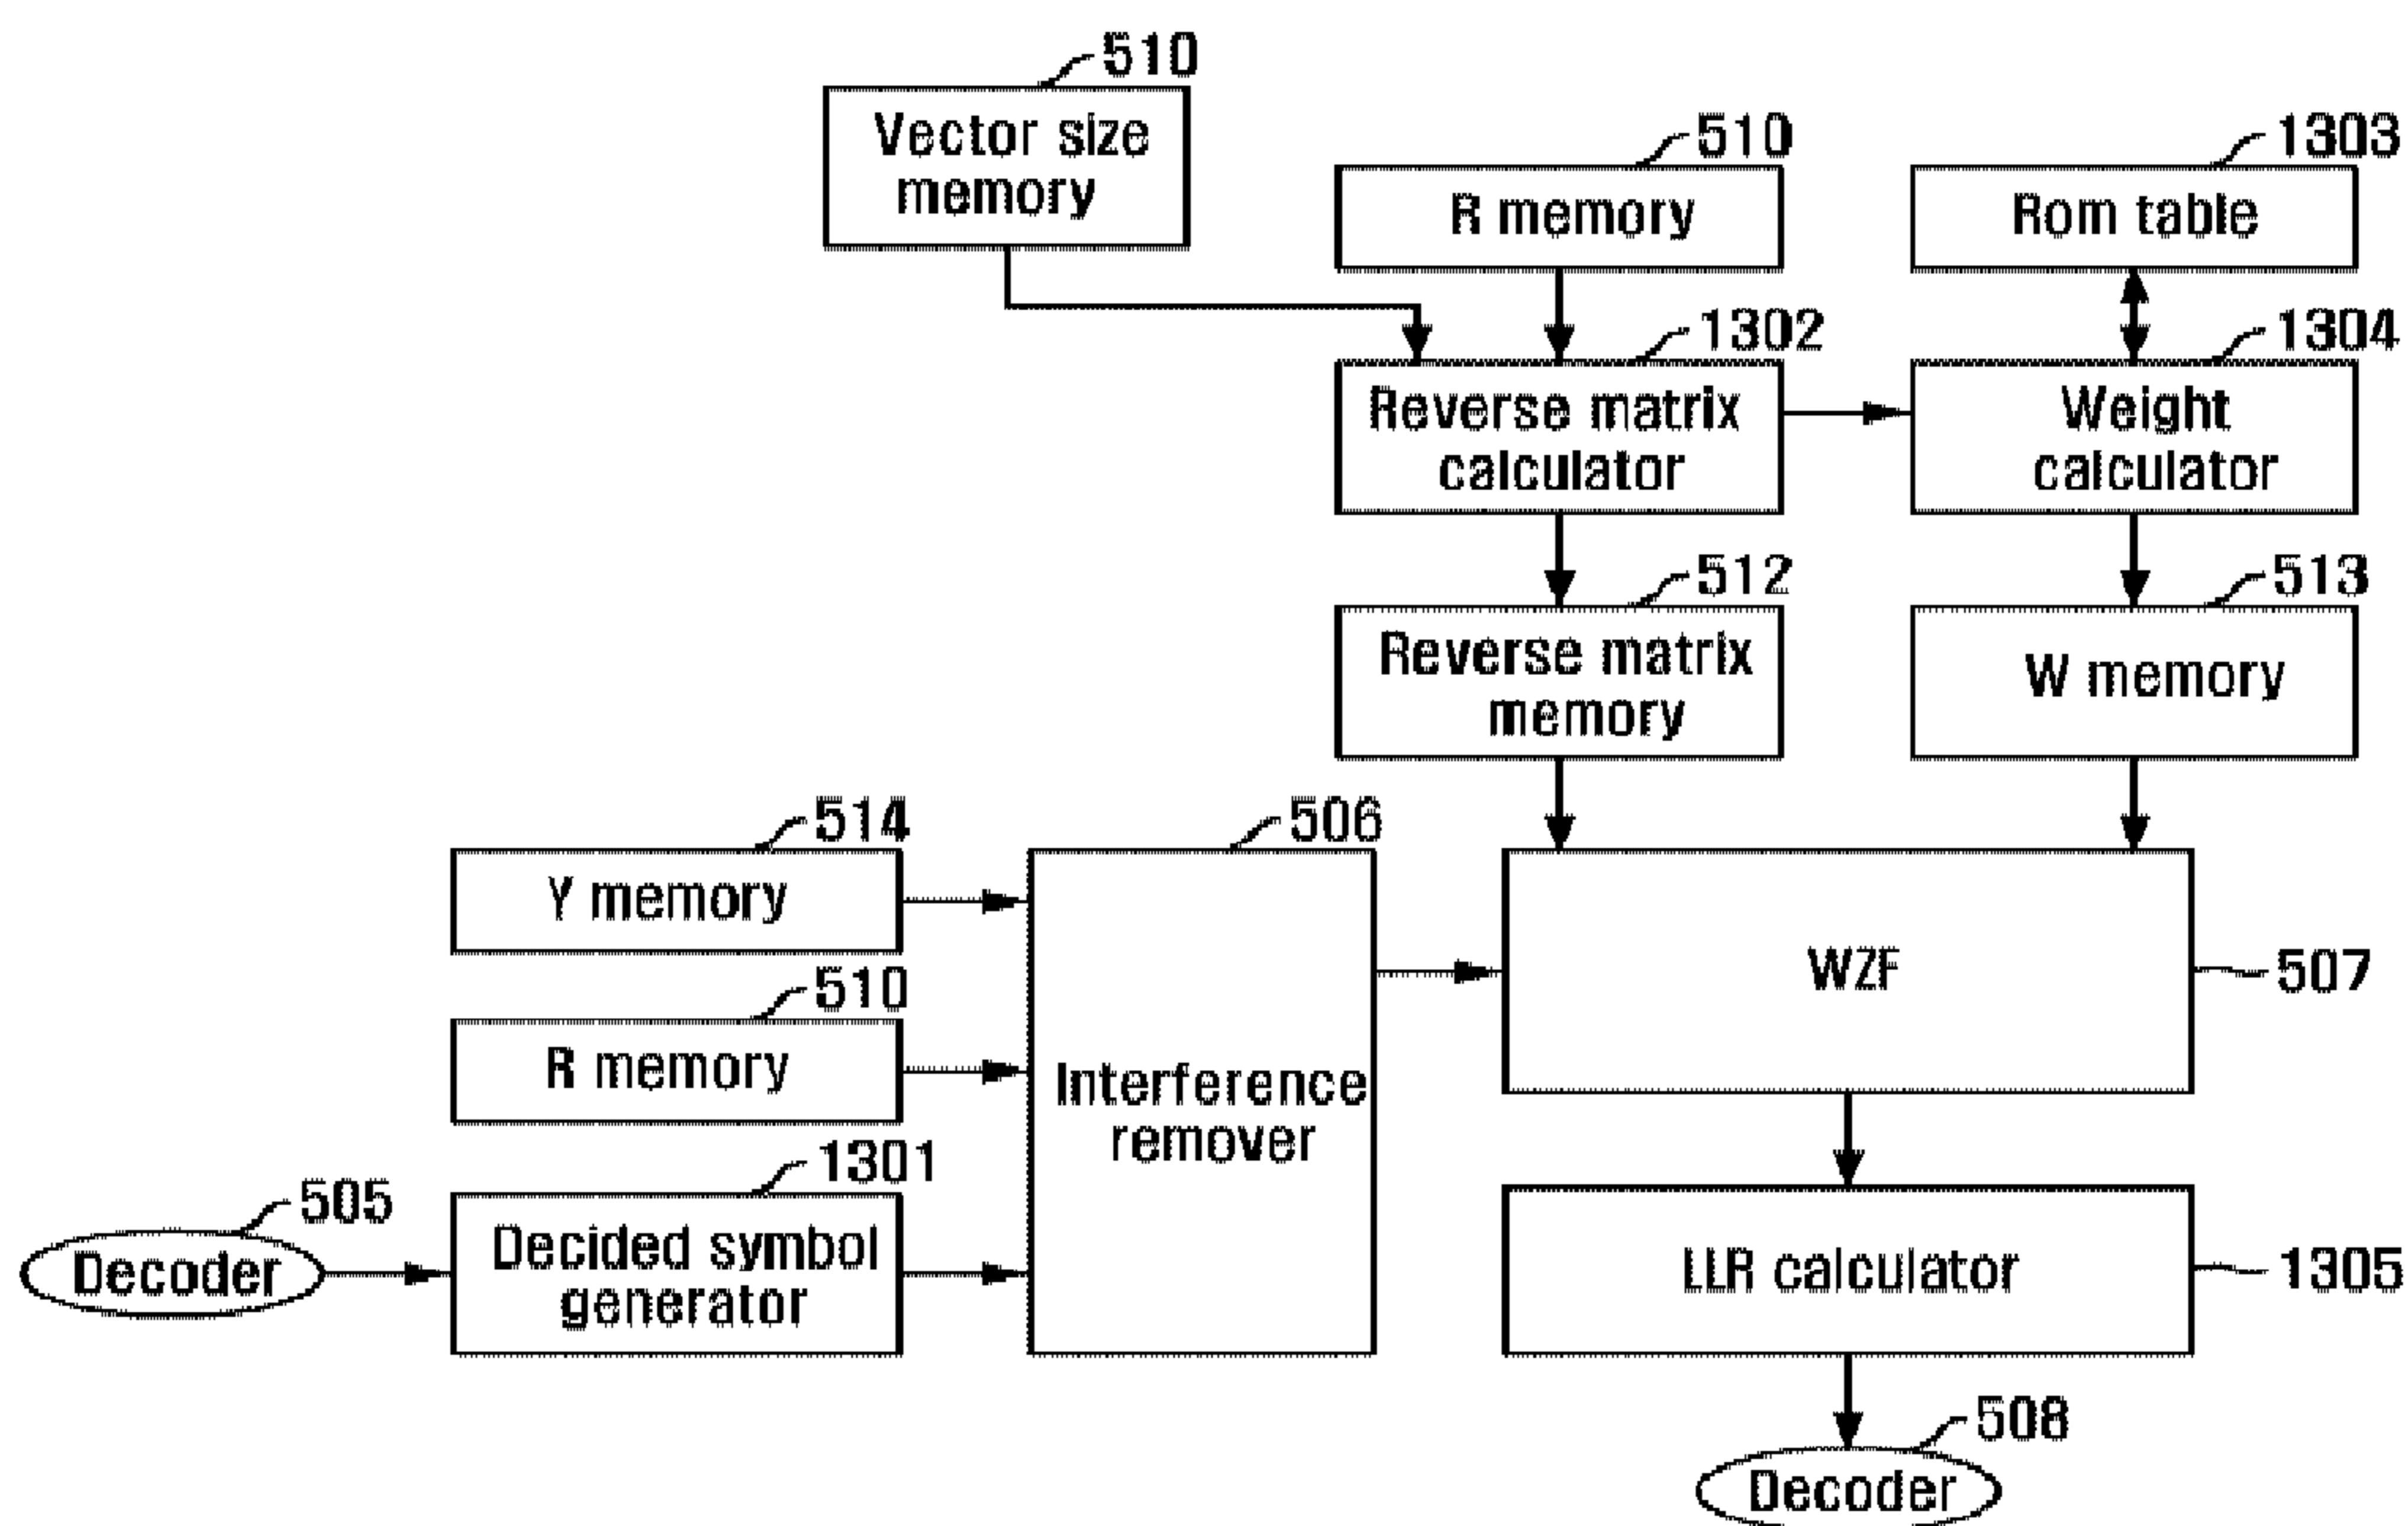 510
Vector size
memory
510
R memory
1303
Rom table
1302
Reverse matrix
calculator
1304
Weight
calculator
512
Reverse matrix
memory
513
W memory
514
Y memory
510
R memory
505
Decoder
1301
Decided symbol
generator
506
Interference
remover
WZF
507
LLR calculator
1305
508
Decoder